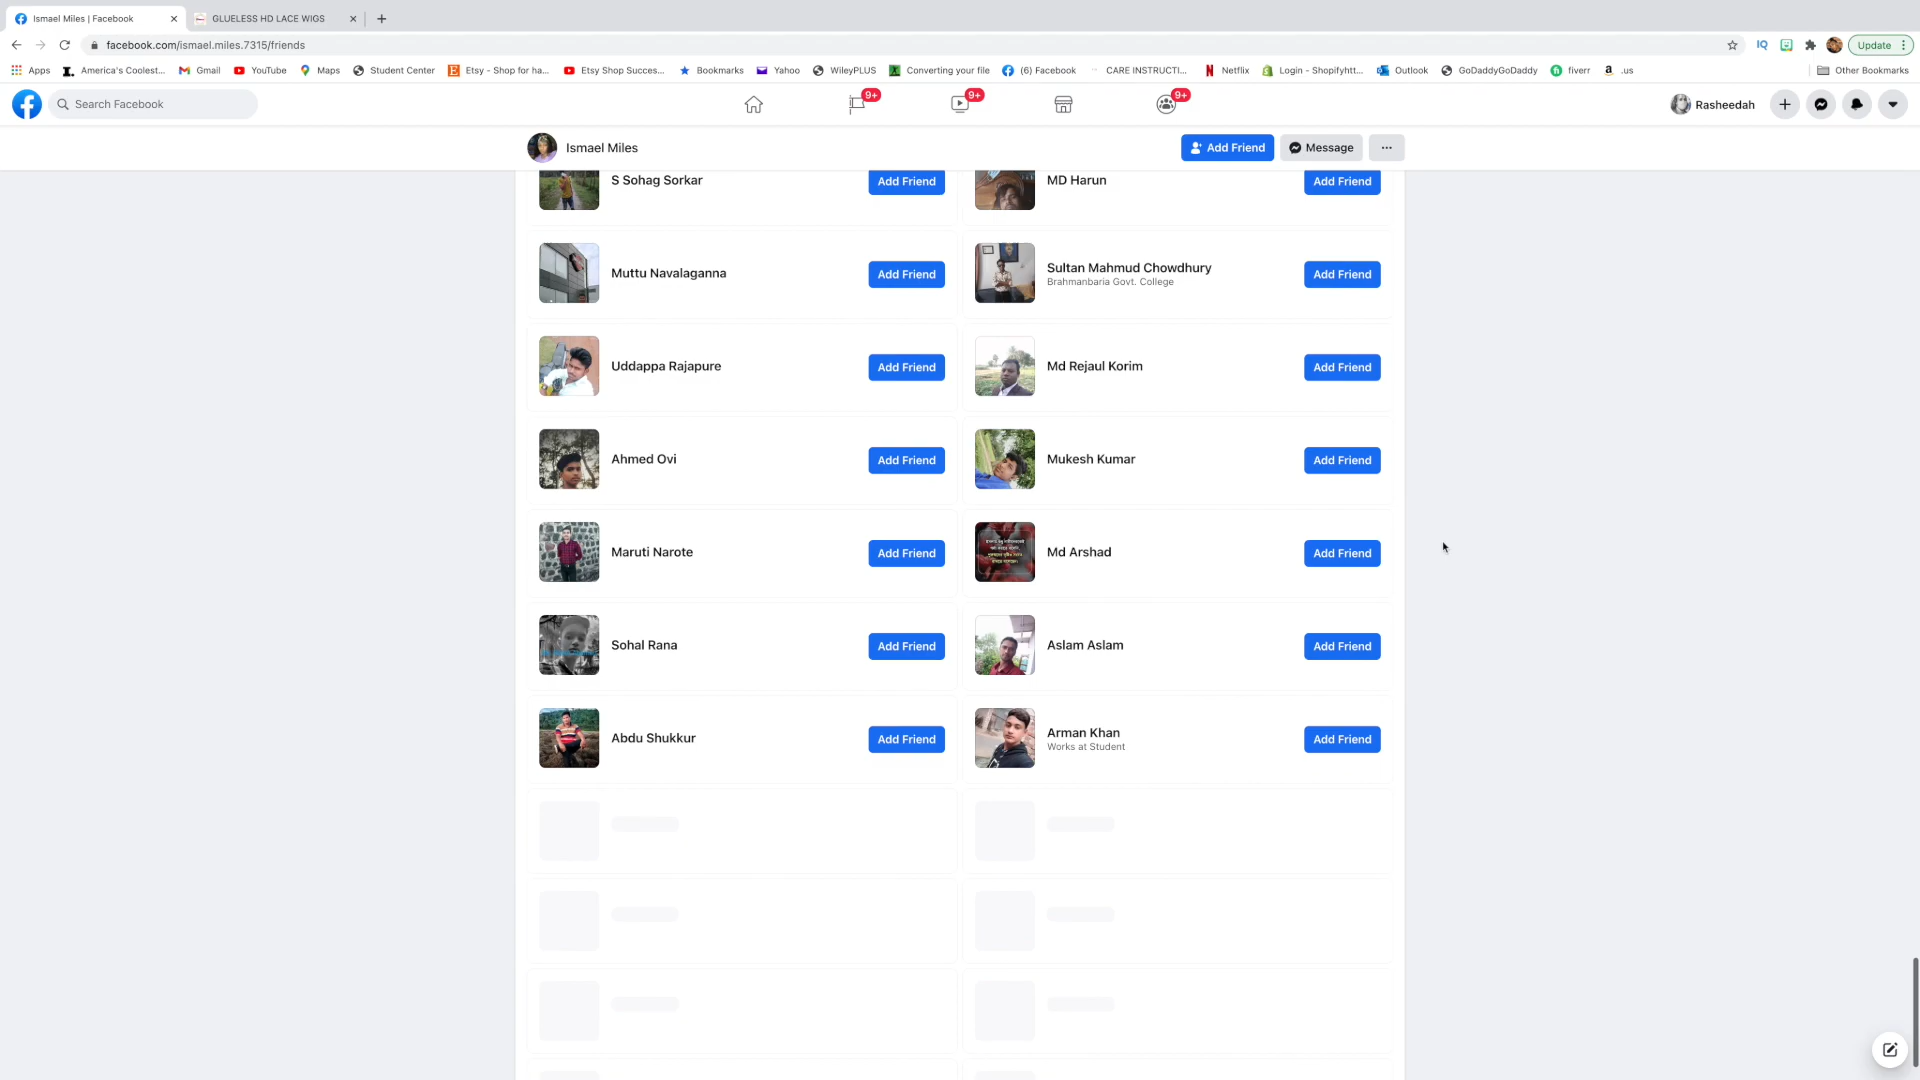 Ismael Miles | Facebook
GLUELESS HD LACE WIGS
facebook.com/ismael.miles.7315/friends
IQ
Update
Apps
America's Coolest...
Gmail
YouTube
Maps
Student Center
Etsy - Shop for ha...
Etsy Shop Succes...
Bookmarks
Yahoo
WileyPLUS
Converting your file
(6) Facebook
CARE INSTRUCTI...
Netflix
Login - Shopifyhtt...
Outlook
GoDaddyGoDaddy
fiverr
.us
Other Bookmarks
Search Facebook
9+
9+
9+
Rasheedah
Ismael Miles
Add Friend
Message
S Sohag Sorkar
Add Friend
MD Harun
Add Friend
Muttu Navalaganna
Add Friend
Sultan Mahmud Chowdhury
Brahmanbaria Govt. College
Add Friend
Uddappa Rajapure
Add Friend
Md Rejaul Korim
Add Friend
Ahmed Ovi
Add Friend
Mukesh Kumar
Add Friend
Maruti Narote
Add Friend
Md Arshad
Add Friend
Sohal Rana
Add Friend
Aslam Aslam
Add Friend
Abdu Shukkur
Add Friend
Arman Khan
Works at Student
Add Friend